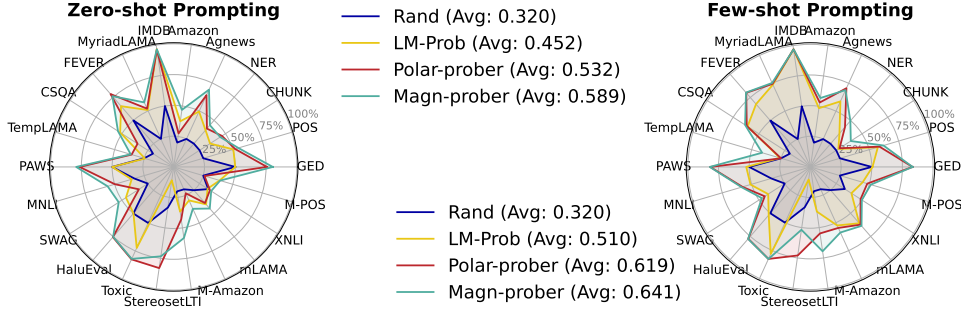 Zero-shot Prompting
IMDB
Amazon
MyriadLAMA
Agnews
FEVER
NER
CSQA
CHUNK
TempLAMA
POS
PAWS
GED
MNLI
M-POS
SWAG
XNLI
HaluEval
mLAMA
Toxic
M-Amazon
StereosetLTI
25%
50%
75%
100%
Rand (Avg: 0.320)
LM-Prob (Avg: 0.452)
Polar-prober (Avg: 0.532)
Magn-prober (Avg: 0.589)
Rand (Avg: 0.320)
LM-Prob (Avg: 0.510)
Polar-prober (Avg: 0.619)
Magn-prober (Avg: 0.641)
Few-shot Prompting
IMDB
Amazon
MyriadLAMA
Agnews
FEVER
NER
CSQA
CHUNK
TempLAMA
POS
PAWS
GED
MNLI
M-POS
SWAG
XNLI
HaluEval
mLAMA
Toxic
M-Amazon
StereosetLTI
25%
50%
75%
100%